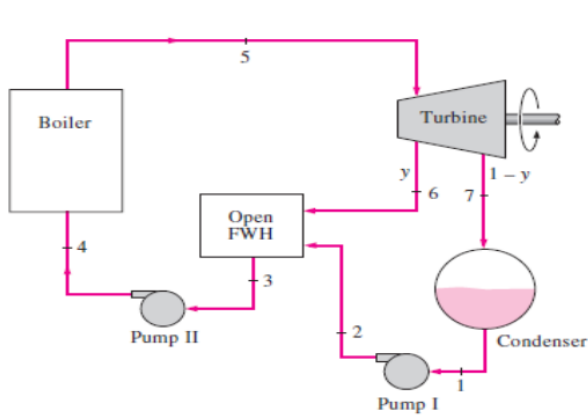 5
Boiler
Turbine
y
6
7
1 – y
Open
FWH
4
3
2
Pump II
Condenser
1
Pump I